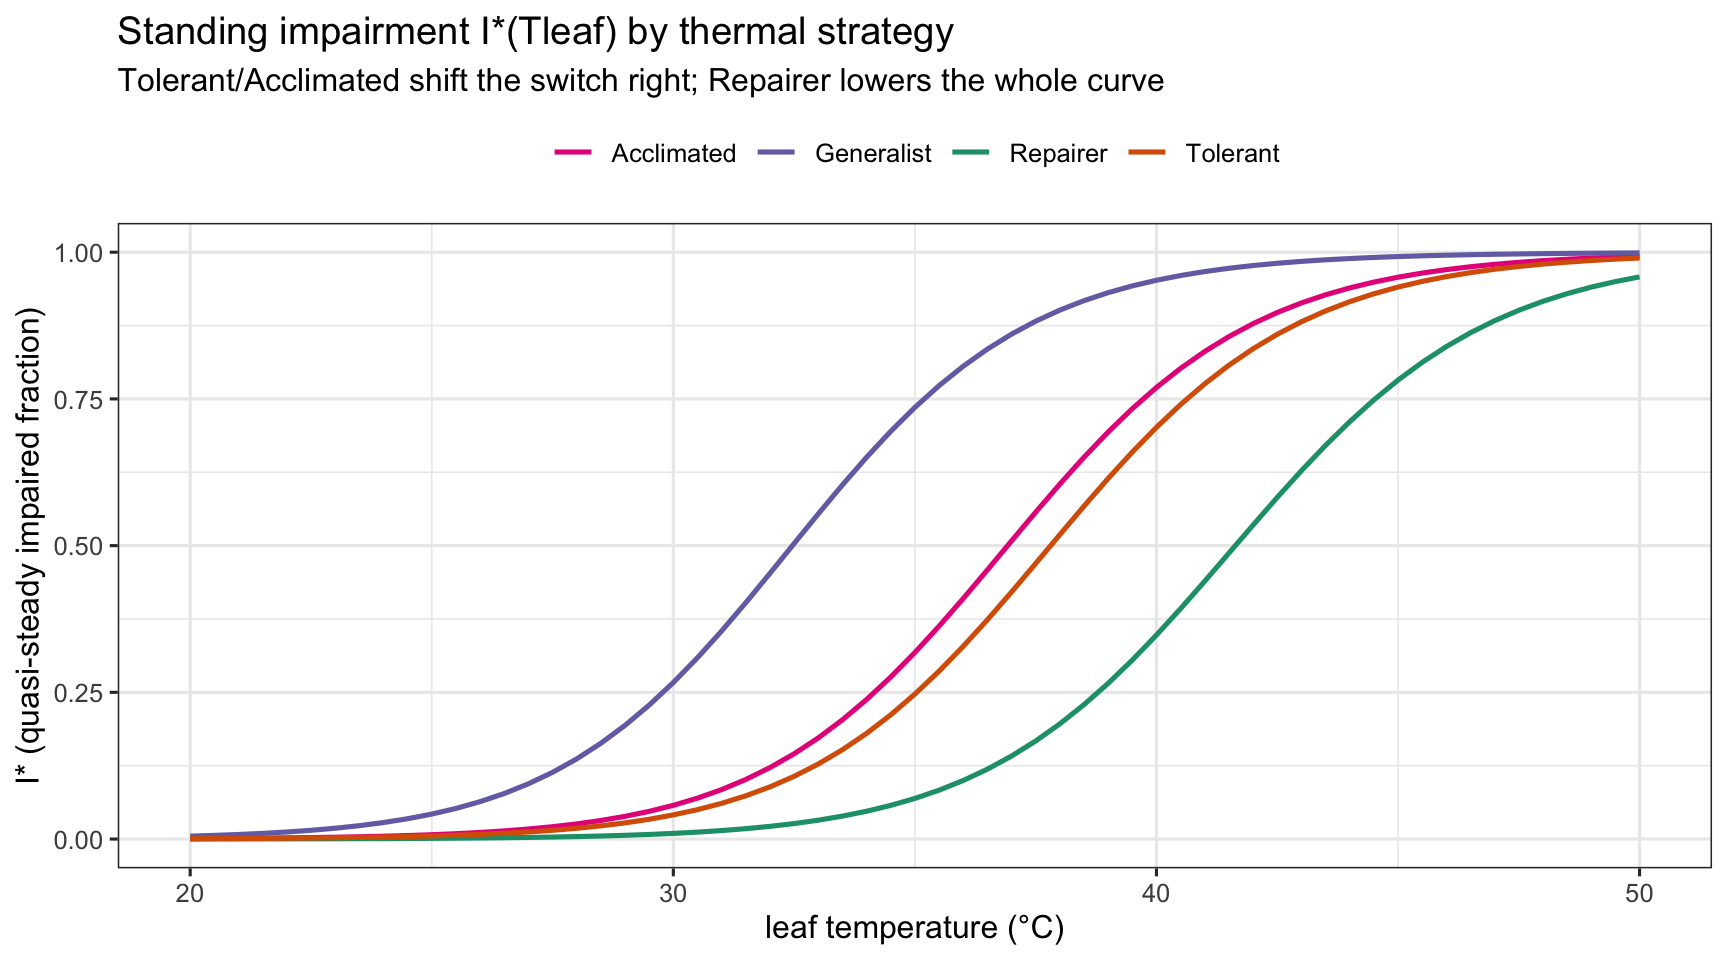 Standing impairment I*(Tleaf) by thermal strategy
Tolerant/Acclimated shift the switch right; Repairer lowers the whole curve
Acclimated Generalist Repairer Tolerant
I* (quasi-steady impaired fraction)
1.00
0.75
0.50
0.25
0.00
20 30 40 50
leaf temperature (°C)